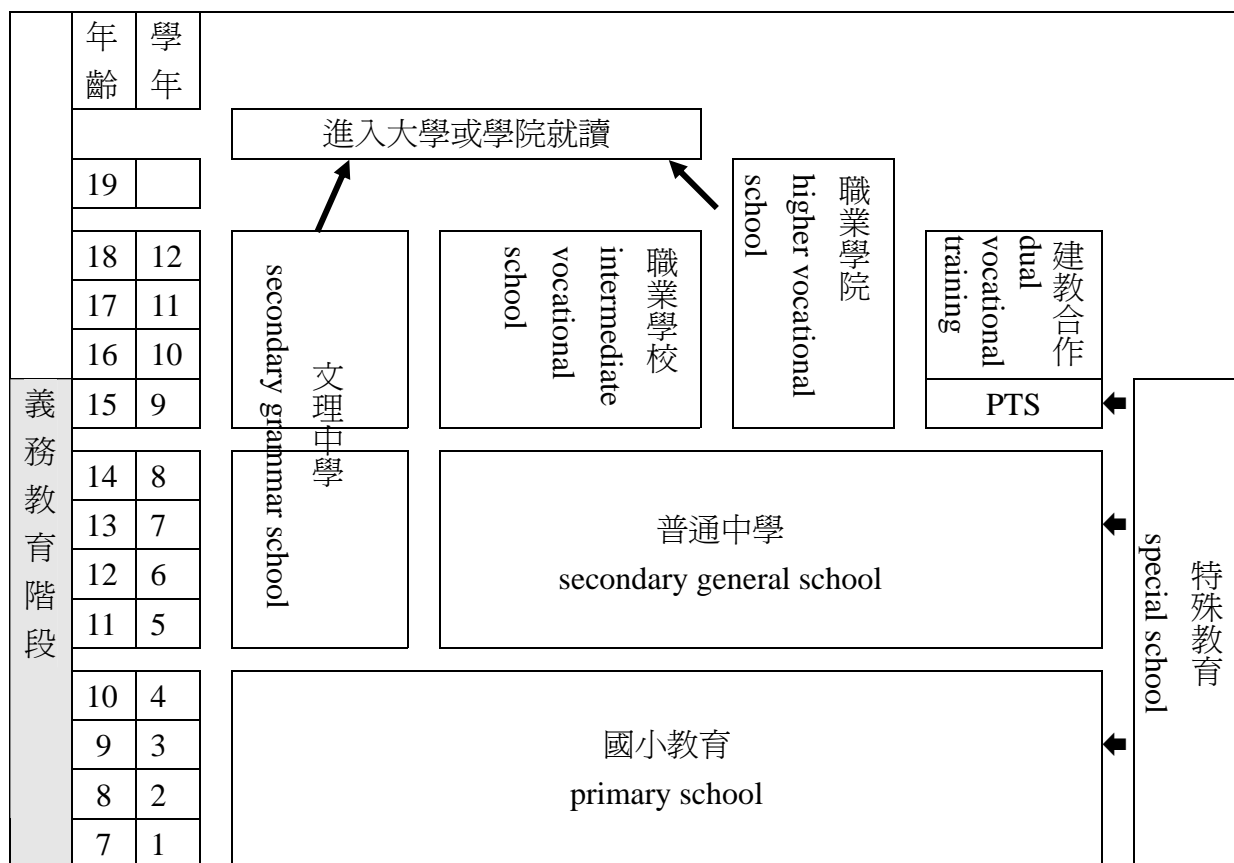 年齡 學年
進入大學或學院就讀
19
18 12
17 11
16 10
15 9
14 8
13 7
12 6
11 5
10 4
9 3
8 2
7 1
義務教育階段
文理中學
secondary grammar school
職業學校
intermediate
vocational
school
職業學院
higher vocational
school
建教合作
dual
vocational
training
PTS
普通中學
secondary general school
特殊教育
special school
國小教育
primary school